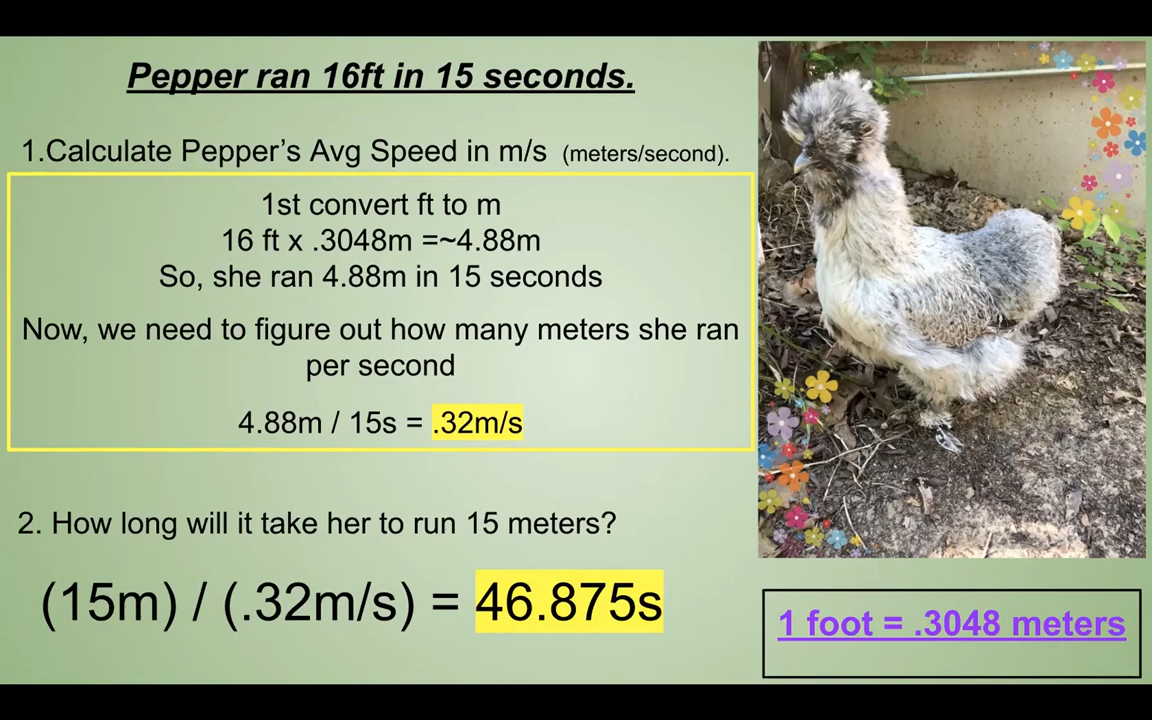 Pepper ran 16ft in 15 seconds.
1.Calculate Pepper's Avg Speed in m/s (meters/second).
1st convert ft to m
16 ft x .3048m =~4.88m
So, she ran 4.88m in 15 seconds
Now, we need to figure out how many meters she ran
per second
4.88m / 15s = .32m/s
2. How long will it take her to run 15 meters?
(15m) / (.32m/s) = 46.875s
1 foot = .3048 meters